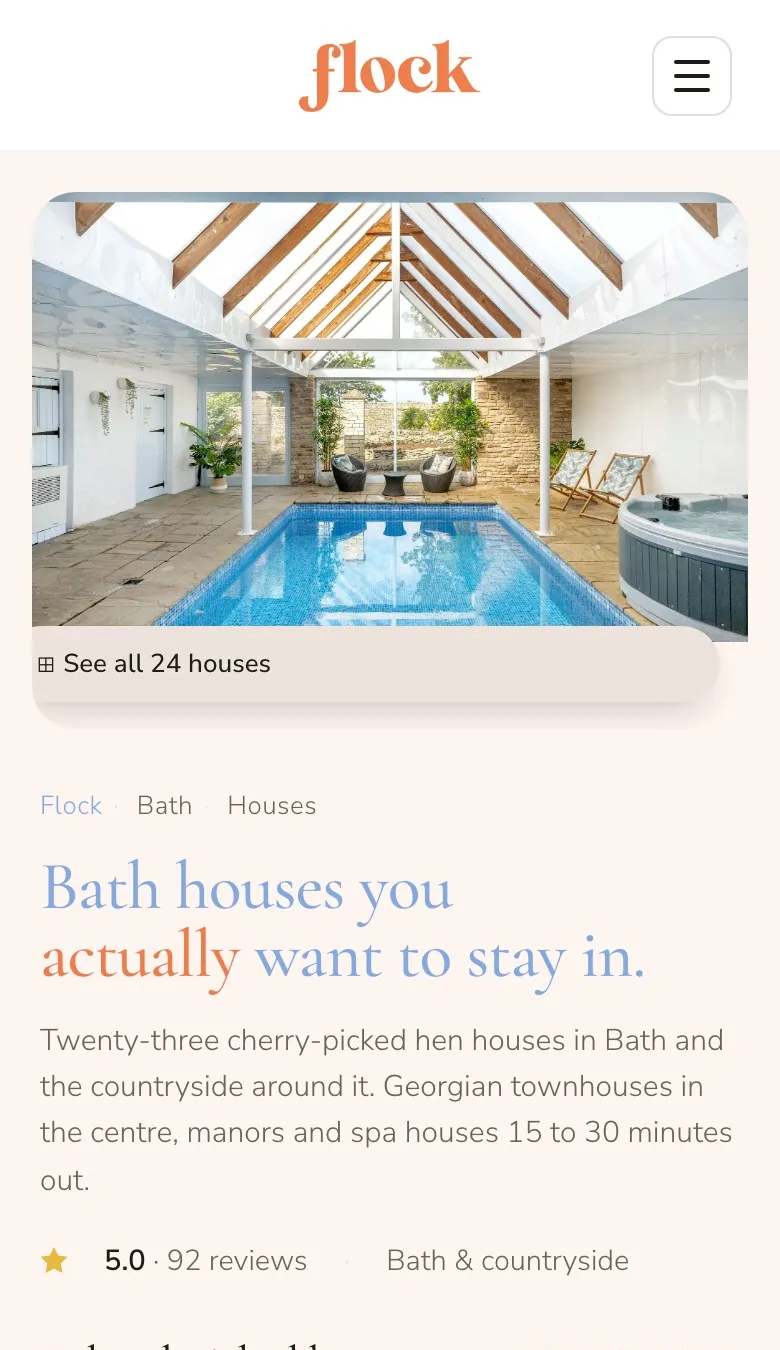 flock
See all 24 houses
Flock · Bath · Houses
Bath houses you
actually want to stay in.
Twenty-three cherry-picked hen houses in Bath and
the countryside around it. Georgian townhouses in
the centre, manors and spa houses 15 to 30 minutes
out.
5.0 · 92 reviews · Bath & countryside